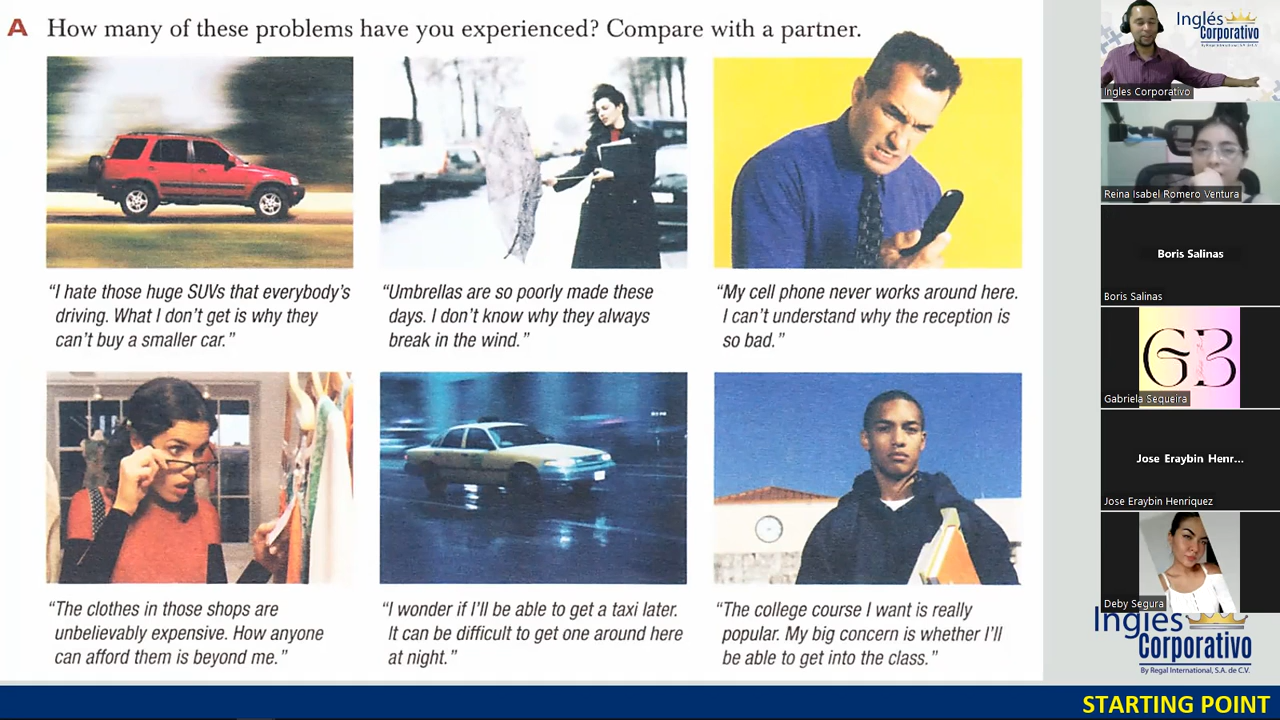 A How many of these problems have you experienced? Compare with a partner.
“I hate those huge SUVs that everybody’s
driving. What I don’t get is why they
can’t buy a smaller car.”
“Umbrellas are so poorly made these
days. I don’t know why they always
break in the wind.”
“My cell phone never works around here.
I can’t understand why the reception is
so bad.”
“The clothes in those shops are
unbelievably expensive. How anyone
can afford them is beyond me.”
“I wonder if I’ll be able to get a taxi later.
It can be difficult to get one around here
at night.”
“The college course I want is really
popular. My big concern is whether I’ll
be able to get into the class.”
Inglés
Corporativo
By Regal International, S.A. de C.V.
Ingles Corporativo
Reina Isabel Romero Ventura
Boris Salinas
Boris Salinas
GB
Gabriela Sequeira
Jose Eraybin Henr...
Jose Eraybin Henriquez
Deby Segura
Inglés
Corporativo
By Regal International, S.A. de C.V.
STARTING POINT